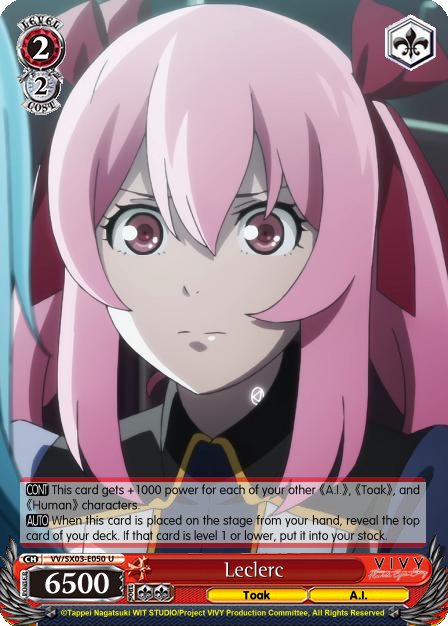 LEVEL
2
2
COST
CONT This card gets +1000 power for each of your other 《A.I.》, 《Toak》, and
《Human》 characters.
AUTO When this card is placed on the stage from your hand, reveal the top
card of your deck. If that card is level 1 or lower, put it into your stock.
CH VV/SX03-E050 U
Leclerc
VIVY
POWER
6500
SOUL
Toak
A.I.
©Tappei Nagatsuki WIT STUDIO/Project VIVY Production Committee, All Rights Reserved